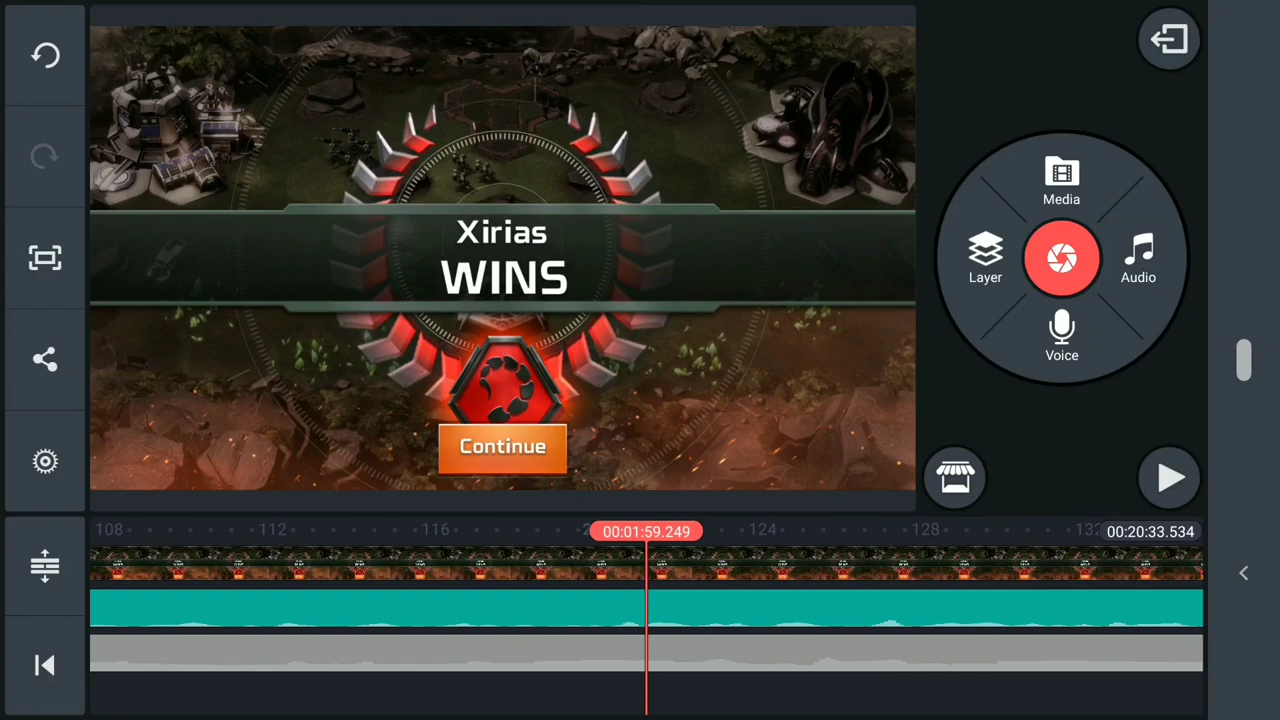 Xirias
WINS
Continue
Media
Layer
Audio
Voice
108
112
116
00:01:59.249
124
128
00:20:33.534